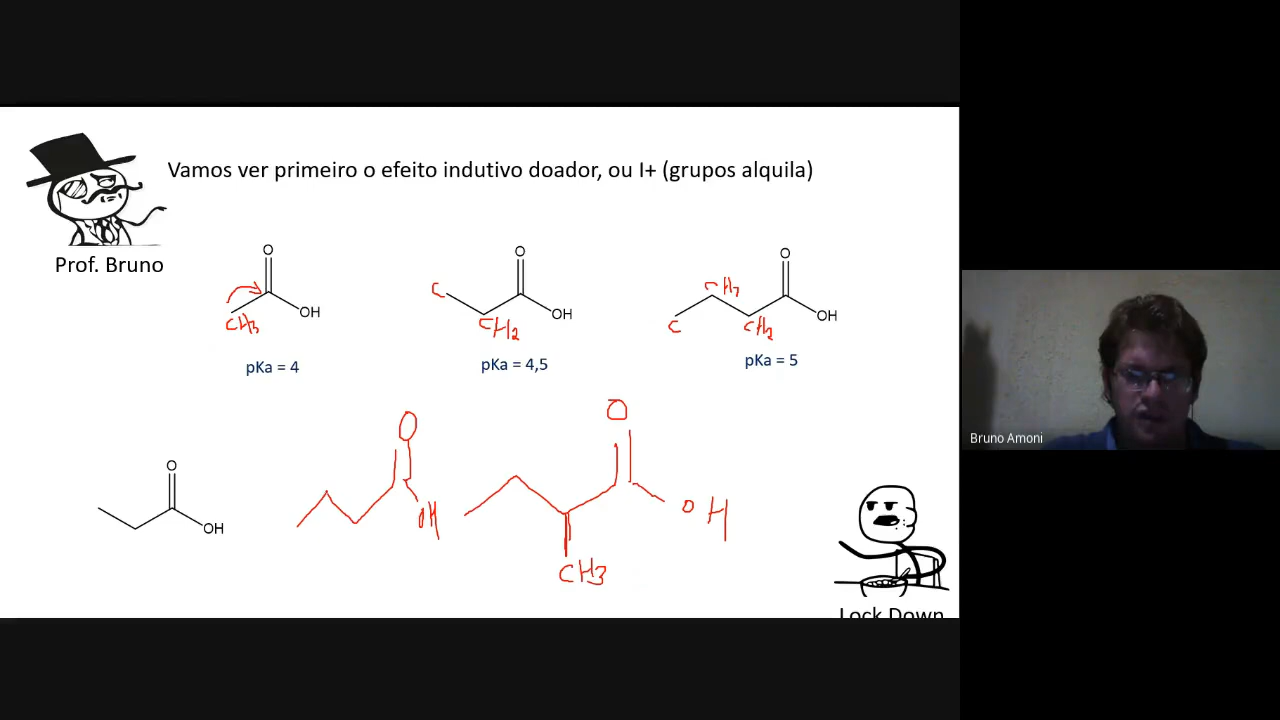 Vamos ver primeiro o efeito indutivo doador, ou I+ (grupos alquila)
Prof. Bruno
O
OH
CH3
pKa = 4
O
C
CH2
OH
pKa = 4,5
O
CH2
C
CH2
OH
pKa = 5
O
OH
O
OH
O
OH
CH3
Lock Down
Bruno Amoni